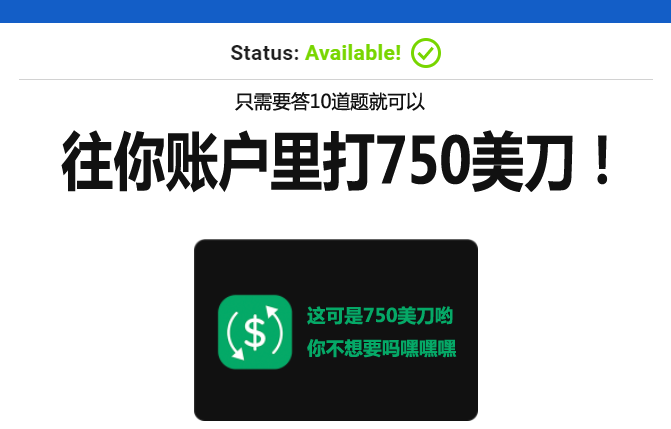 Status: Available!
只需要答10道题就可以
往你账户里打750美刀！
这可是750美刀哟
你不想要吗嘿嘿嘿